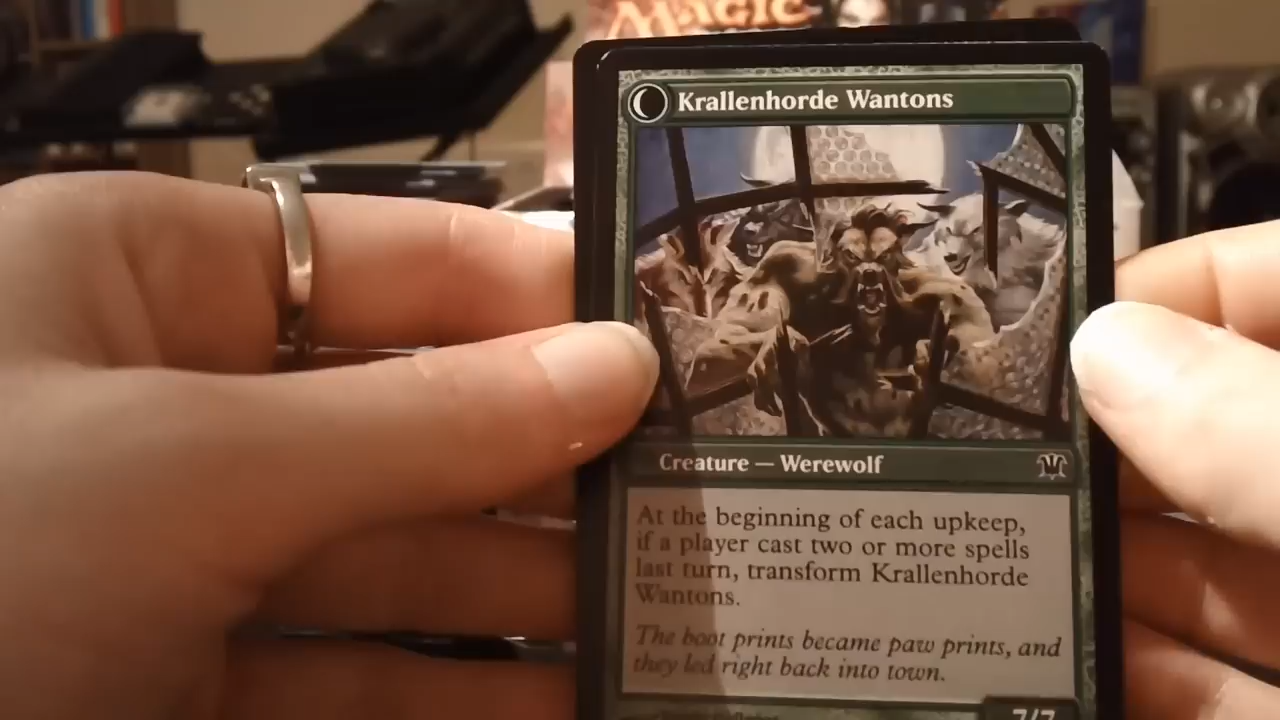 MAGIC
Krallenhorde Wantons
Creature — Werewolf
At the beginning of each upkeep,
if a player cast two or more spells
last turn, transform Krallenhorde
Wantons.
The boot prints became paw prints, and
they led right back into town.
7/7